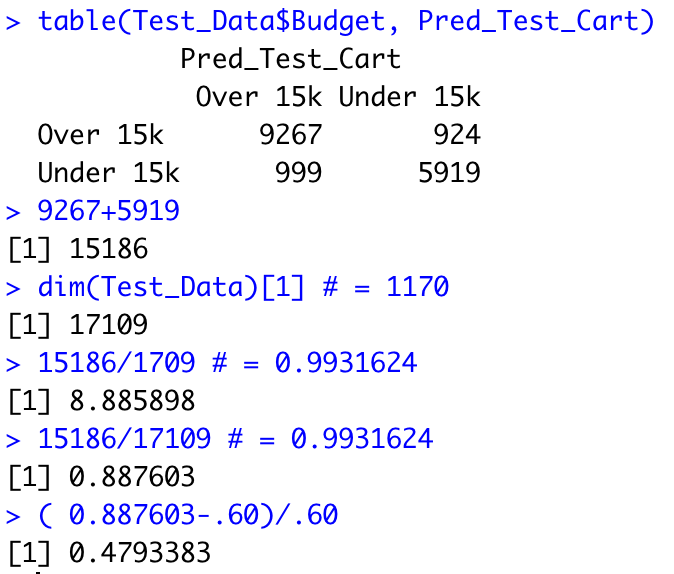 > table(Test_Data$Budget, Pred_Test_Cart)
Pred_Test_Cart
Over 15k Under 15k
Over 15k 9267 924
Under 15k 999 5919
> 9267+5919
[1] 15186
> dim(Test_Data)[1] # = 1170
[1] 17109
> 15186/1709 # = 0.9931624
[1] 8.885898
> 15186/17109 # = 0.9931624
[1] 0.887603
> ( 0.887603-.60)/.60
[1] 0.4793383